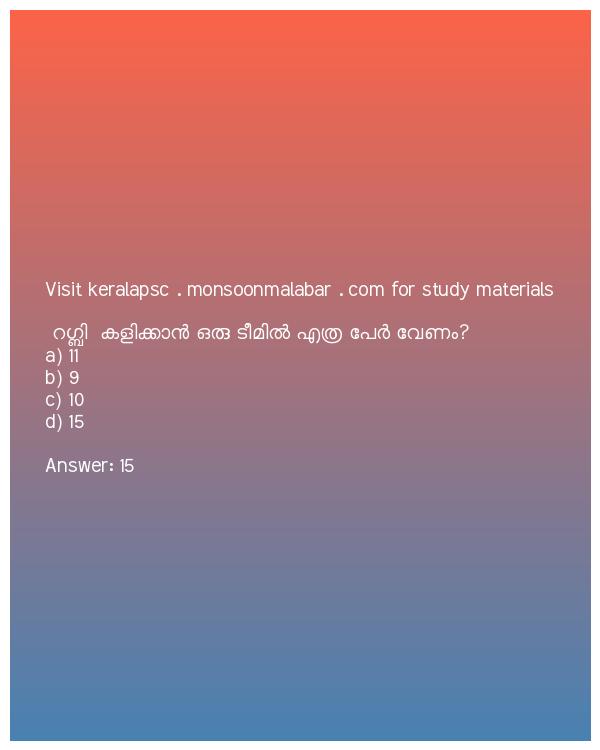 Visit keralapsc . monsoonmalabar . com for study materials
റഗ്ബി കളിക്കാൻ ഒരു ടീമിൽ എത്ര പേർ വേണം?
a) 11
b) 9
c) 10
d) 15
Answer: 15